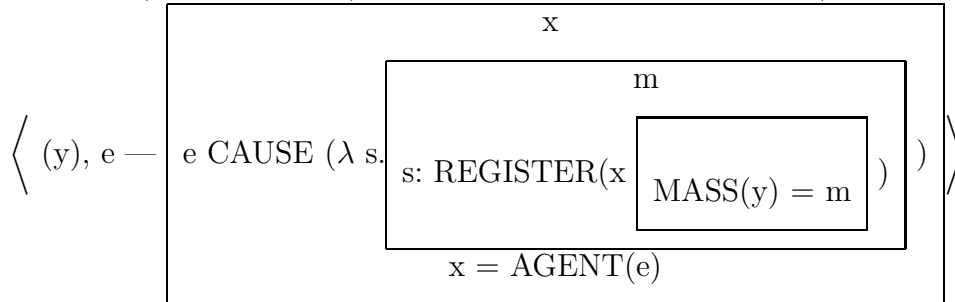 x
m
⟨ (y), e — e CAUSE (λ s. s: REGISTER(x MASS(y) = m ) ) ⟩
x = AGENT(e)